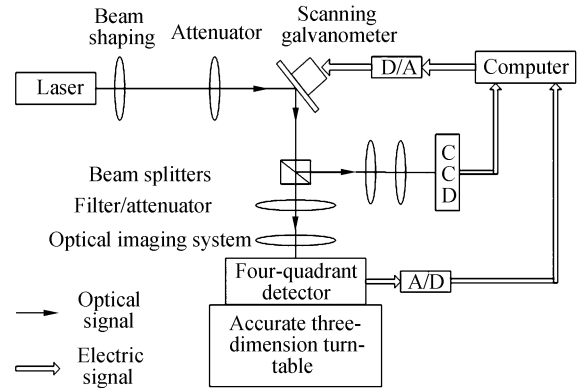 Beam
shaping
Attenuator
Scanning
galvanometer
Laser
D/A
Computer
Beam splitters
C
C
D
Filter/attenuator
Optical imaging system
Four-quadrant
detector
A/D
Accurate three-
dimension turn-
table
Optical
signal
Electric
signal